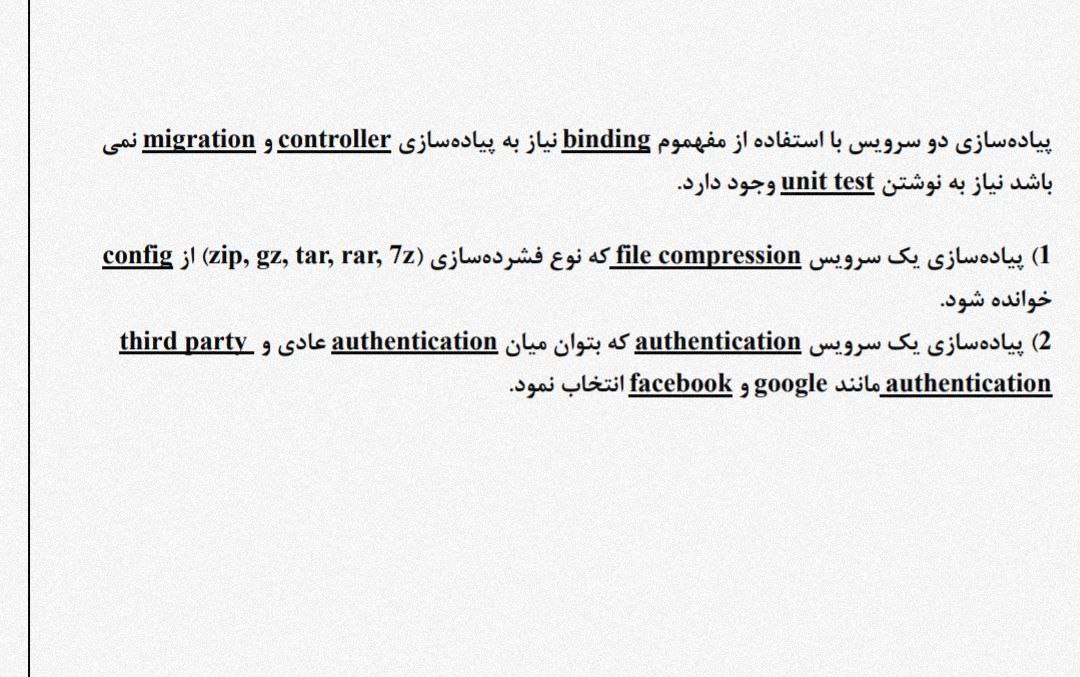 پیاده‌سازی دو سرویس با استفاده از مفهموم binding نیاز به پیاده‌سازی controller و migration نمی
باشد نیاز به نوشتن unit test وجود دارد.
1) پیاده‌سازی یک سرویس file compression که نوع فشرده‌سازی (zip, gz, tar, rar, 7z) از config
خوانده شود.
2) پیاده‌سازی یک سرویس authentication که بتوان میان authentication عادی و third party
authentication مانند google و facebook انتخاب نمود.